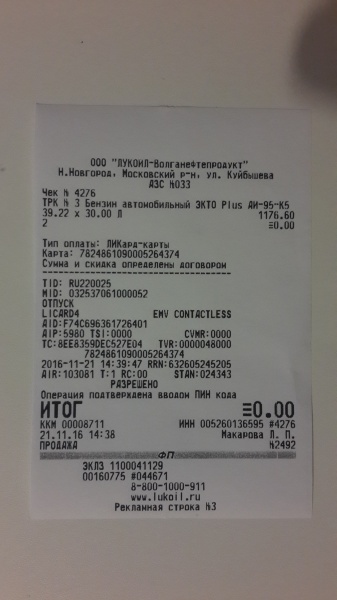 ООО "ЛУКОЙЛ-Волганефтепродукт"
Н.Новгород, Московский р-н, ул. Куйбышева
АЗС №033
Чек № 4276
ТРК № 3 Бензин автомобильный ЭКТО Plus АИ-95-К5
39.22 x 30.00 Л 1176.60
2 ≡0.00
Тип оплаты: ЛИКард-карты
Карта: 7824861090005264374
Сумма и скидка определены договором
TID: RU220025
MID: 032537061000052
ОТПУСК
LICARD4 EMV CONTACTLESS
AID:F74C696361726401
AIP:5980 TSI:0000 CVMR:0000
TC:8EE8359DEC527E04 TVR:0000048000
7824861090005264374
2016-11-21 14:39:47 RRN:632605245205
AIR:103081 T:1 RC:00 STAN:024343
РАЗРЕШЕНО
Операция подтверждена вводом ПИН кода
ИТОГ ≡0.00
ККМ 00008711 ИНН 005260136595 #4276
21.11.16 14:38 Макарова П. П.
ПРОДАЖА №2492
ФП
ЭКЛЗ 1100041129
00160775 #044671
8-800-1000-911
www.lukoil.ru
Рекламная строка №3